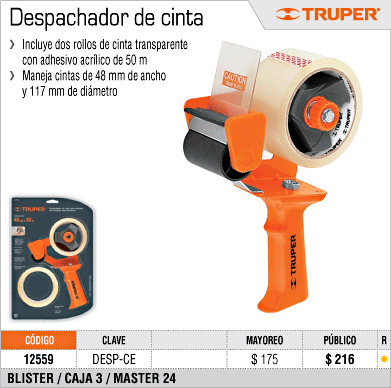 Despachador de cinta
TRUPER
Incluye dos rollos de cinta transparente
con adhesivo acrílico de 50 m
Maneja cintas de 48 mm de ancho
y 117 mm de diámetro
CAUTION
TRUPER
TRUPER
CÓDIGO CLAVE MAYOREO PÚBLICO R
12559 DESP-CE $ 175 $ 216
BLISTER / CAJA 3 / MASTER 24